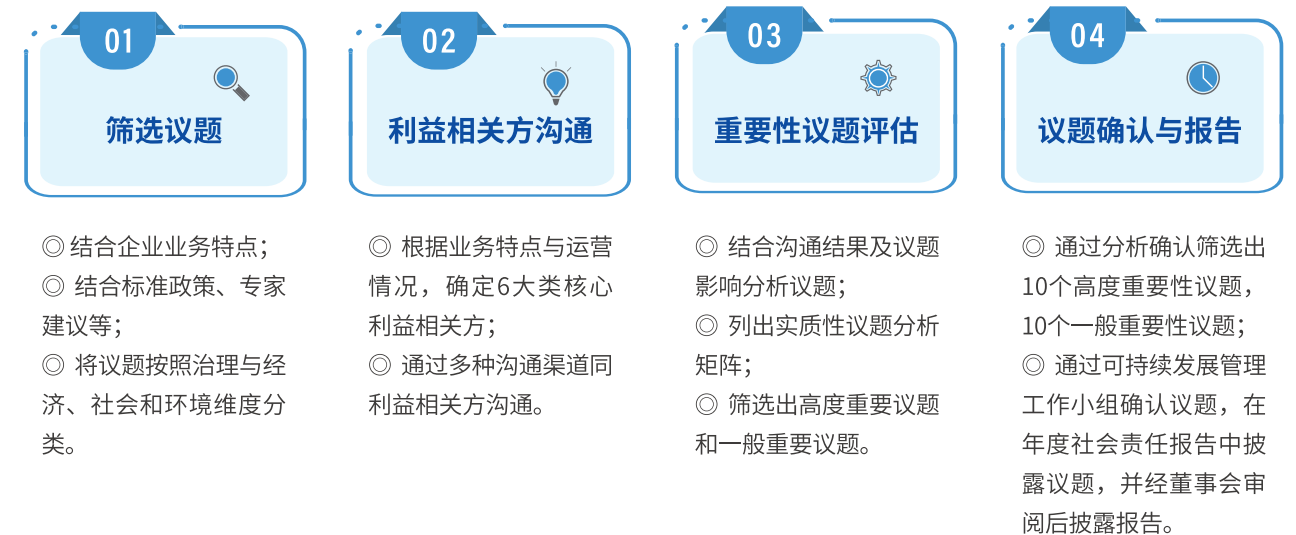 01
筛选议题
◎ 结合企业业务特点；
◎ 结合标准政策、专家
建议等；
◎ 将议题按照治理与经
济、社会和环境维度分
类。
02
利益相关方沟通
◎ 根据业务特点与运营
情况，确定6大类核心
利益相关方；
◎ 通过多种沟通渠道同
利益相关方沟通。
03
重要性议题评估
◎ 结合沟通结果及议题
影响分析议题；
◎ 列出实质性议题分析
矩阵；
◎ 筛选出高度重要议题
和一般重要议题。
04
议题确认与报告
◎ 通过分析确认筛选出
10个高度重要性议题，
10个一般重要性议题；
◎ 通过可持续发展管理
工作小组确认议题，在
年度社会责任报告中披
露议题，并经董事会审
阅后披露报告。